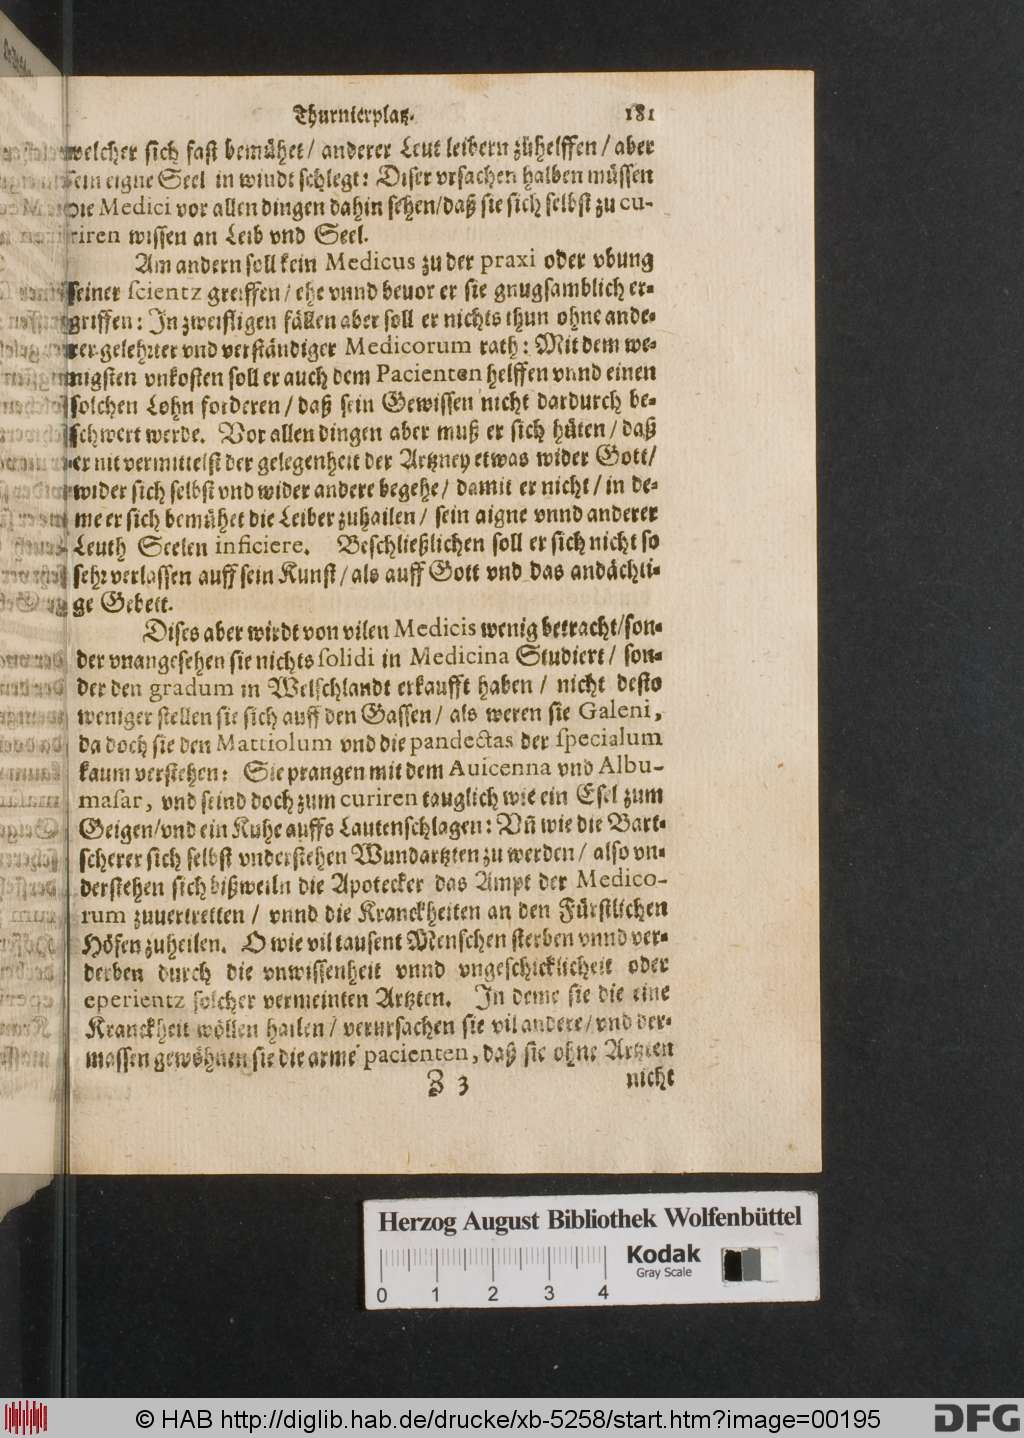 Thurnierplatz. 181
welcher sich fast bemühet / anderer Leut leibern zühelffen / aber
sein eigne Seel in windt schlegt: Diser vrsachen halben müssen
die Medici vor allen dingen dahin sehen/daß sie sich selbst zu cu-
riren wissen an Leib vnd Seel.
Am andern soll kein Medicus zu der praxi oder vbung
seiner scientz greiffen / ehe vnnd beuor er sie gnugsamblich er-
griffen: In zweifligen fällen aber soll er nichts thun ohne ande-
rer gelehrter vnd verständiger Medicorum rath: Mit dem we-
nigsten vnkosten soll er auch dem Pacienten helffen vnnd einen
solchen Lohn forderen / daß sein Gewissen nicht dardurch be-
schwert werde. Vor allen dingen aber muß er sich hüten / daß
er nit vermittelst der gelegenheit der Artzney etwas wider Gott/
wider sich selbst vnd wider andere begehe / damit er nicht / in de-
me er sich bemühet die Leiber zuhailen / sein aigne vnnd anderer
Leuth Seelen inficiere. Beschließlichen soll er sich nicht so
sehr verlassen auff sein Kunst / als auff Gott vnd das andächti-
ge Gebett.
Dises aber wirdt von vilen Medicis wenig betracht/son-
der vnangesehen sie nichts solidi in Medicina Studiert / son-
der den gradum in Welschlandt erkaufft haben / nicht desto
weniger stellen sie sich auff den Gassen / als weren sie Galeni,
da doch sie den Mattiolum vnd die pandectas der specialum
kaum verstehen: Sie prangen mit dem Auicenna vnd Albu-
masar, vnd seind doch zum curiren tauglich wie ein Esel zum
Geigen/vnd ein Kuhe auffs Lautenschlagen: Vn̄ wie die Bart-
scherer sich selbst vnderstehen Wundartzten zu werden / also vn-
derstehen sich bißweiln die Apotecker das Ampt der Medico-
rum zuuertretten / vnnd die Kranckheiten an den Fürstlichen
Höfen zuheilen. O wie vil tausent Menschen sterben vnnd ver-
derben durch die vnwissenheit vnnd vngeschicklicheit oder
eperientz solcher vermeinten Artzten. In deme sie die eine
Kranckheit wöllen hailen / verursachen sie vil andere / vnd der-
massen gewöhnen sie die arme pacienten, daß sie ohne Artzten
Z 3 nicht
Herzog August Bibliothek Wolfenbüttel
Kodak
Gray Scale
0 1 2 3 4
© HAB http://diglib.hab.de/drucke/xb-5258/start.htm?image=00195
DFG